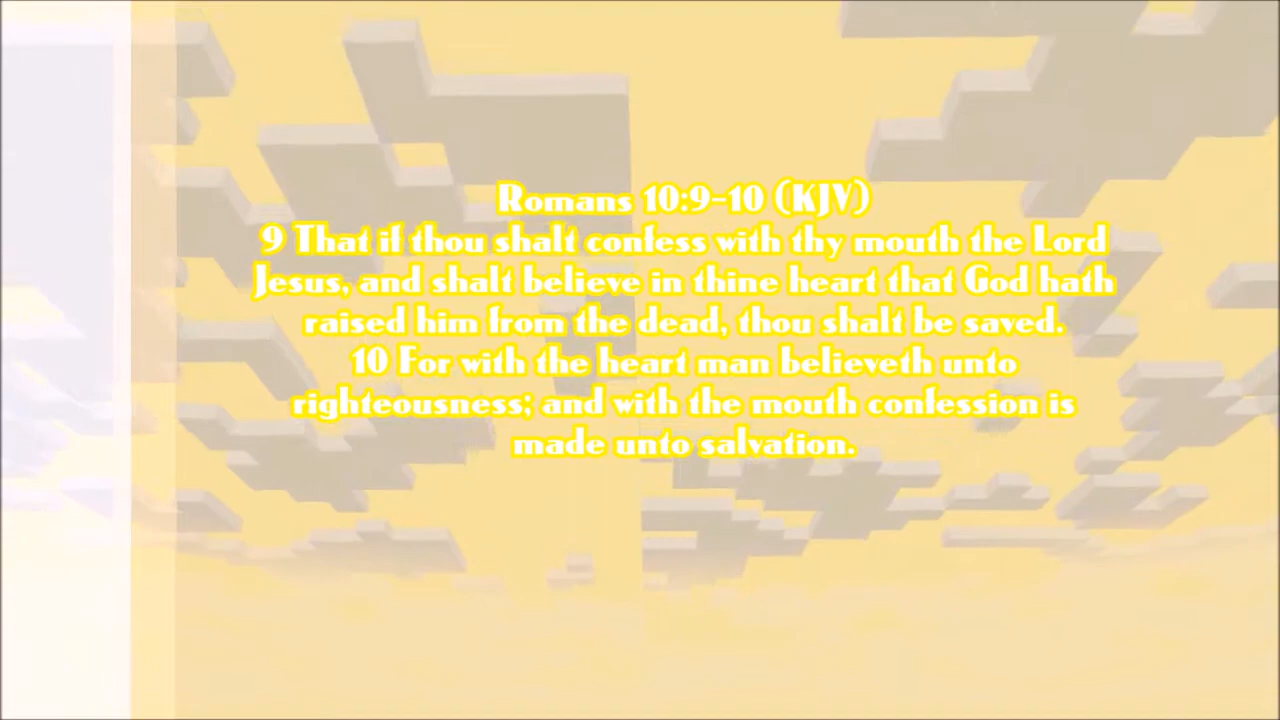 Romans 10:9-10 (KJV)
9 That if thou shalt confess with thy mouth the Lord
Jesus, and shalt believe in thine heart that God hath
raised him from the dead, thou shalt be saved.
10 For with the heart man believeth unto
righteousness; and with the mouth confession is
made unto salvation.